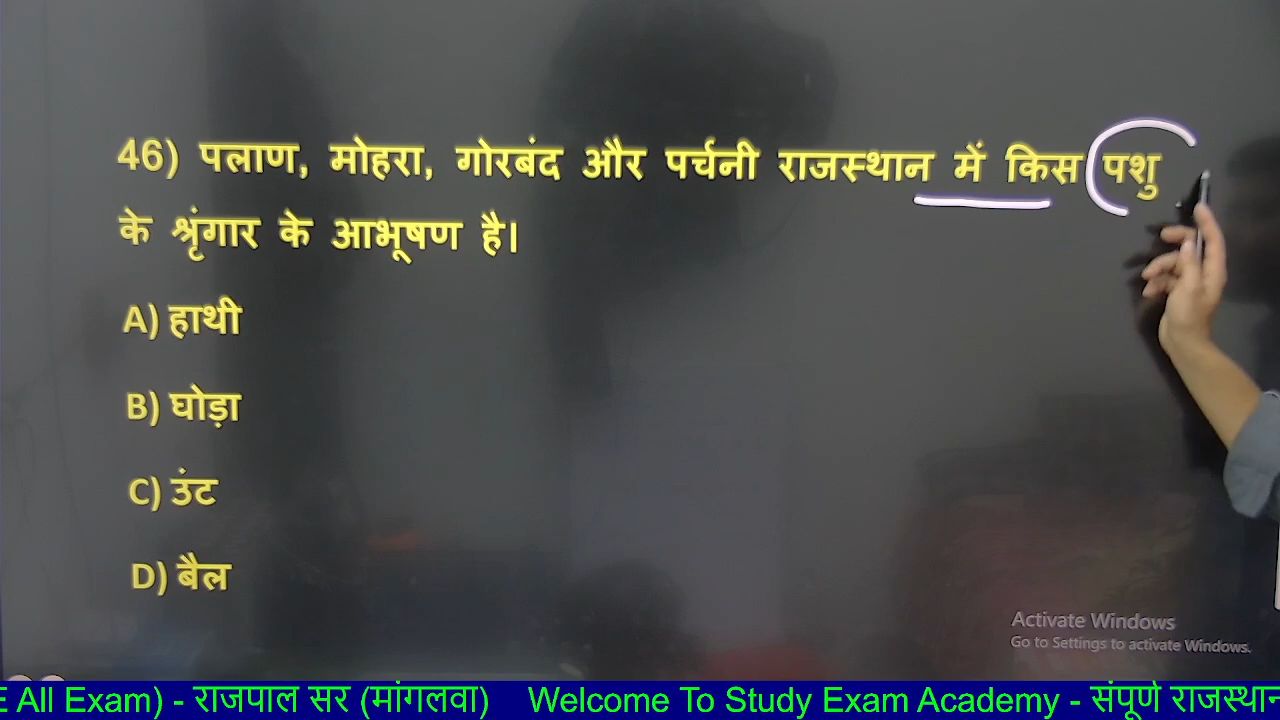 46) पलाण, मोहरा, गोरबंद और पर्चनी राजस्थान में किस पशु
के श्रृंगार के आभूषण है।
A) हाथी
B) घोड़ा
C) उंट
D) बैल
Activate Windows
Go to Settings to activate Windows.
E All Exam) - राजपाल सर (मांगलवा) Welcome To Study Exam Academy - संपूर्ण राजस्थान